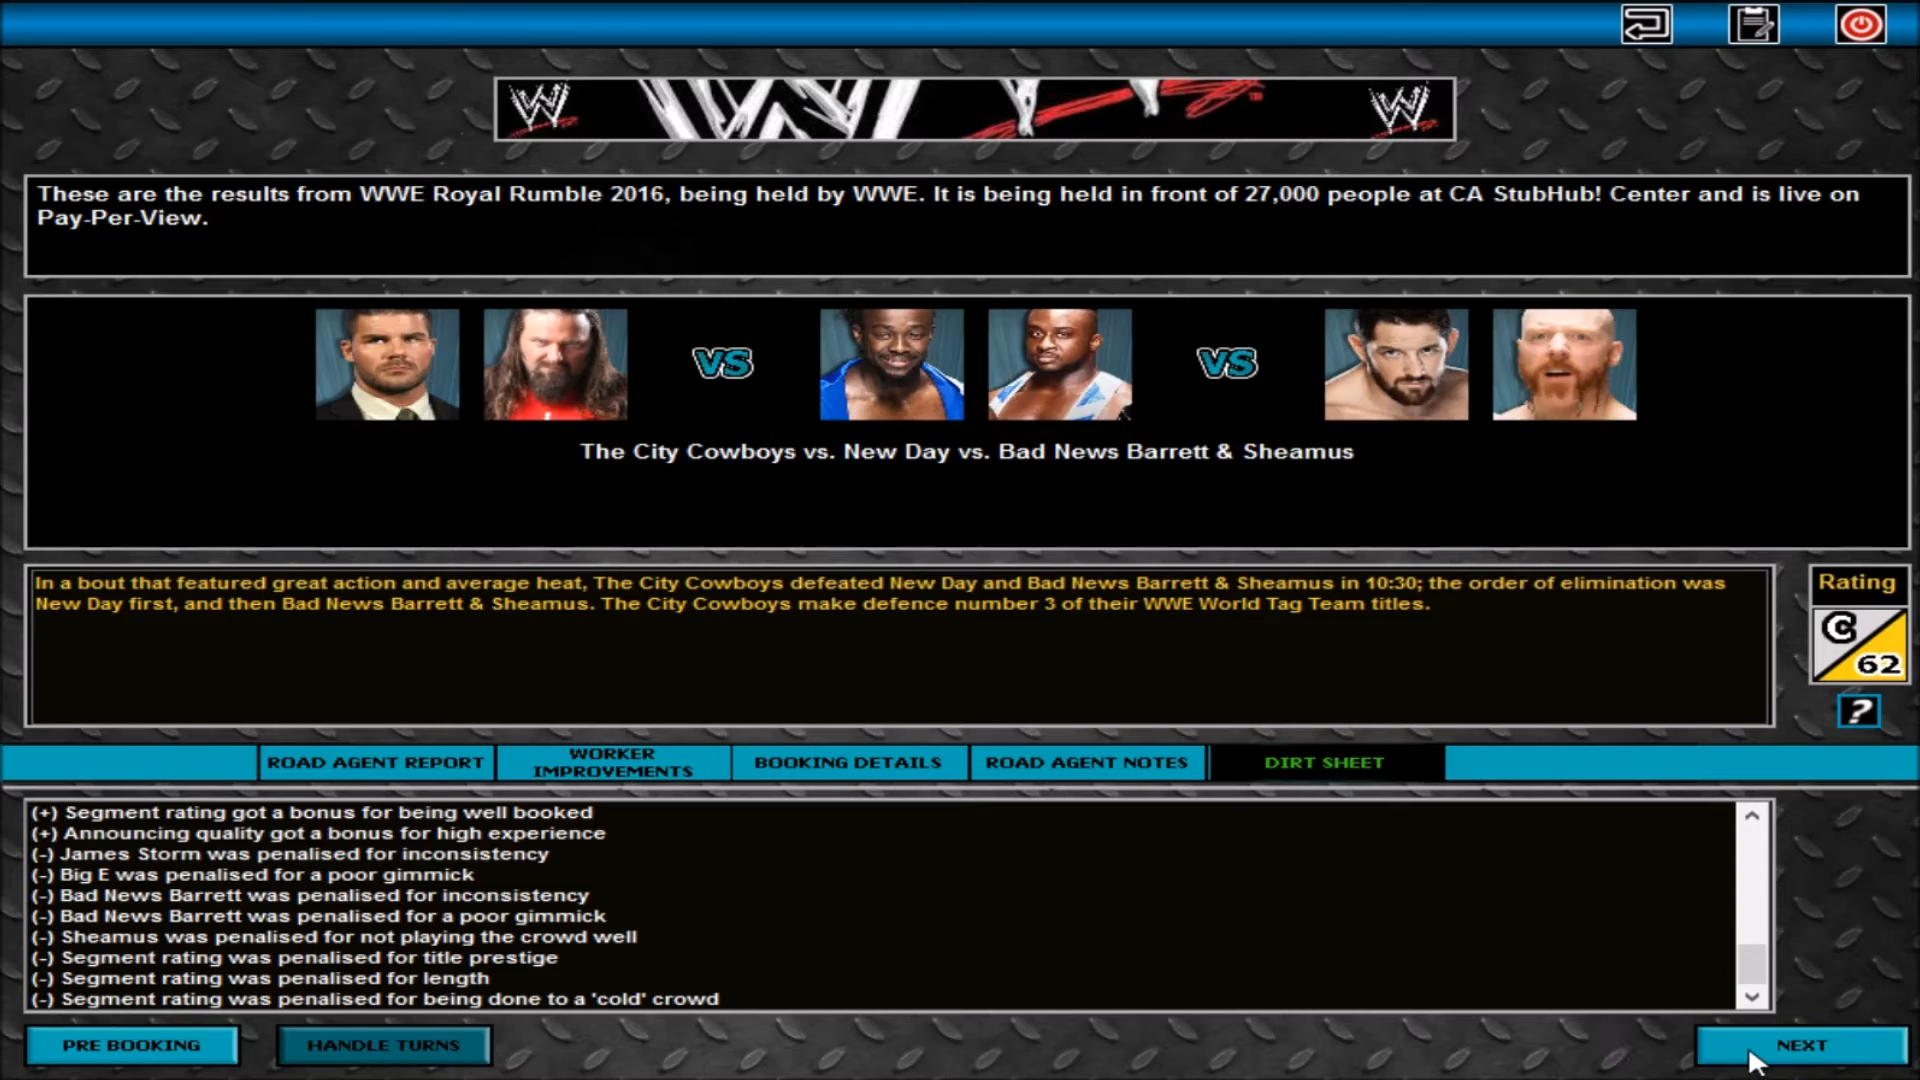 These are the results from WWE Royal Rumble 2016, being held by WWE. It is being held in front of 27,000 people at CA StubHub! Center and is live on
Pay-Per-View.
VS
VS
The City Cowboys vs. New Day vs. Bad News Barrett & Sheamus
In a bout that featured great action and average heat, The City Cowboys defeated New Day and Bad News Barrett & Sheamus in 10:30; the order of elimination was
New Day first, and then Bad News Barrett & Sheamus. The City Cowboys make defence number 3 of their WWE World Tag Team titles.
Rating
C
62
?
ROAD AGENT REPORT
WORKER
IMPROVEMENTS
BOOKING DETAILS
ROAD AGENT NOTES
DIRT SHEET
(+) Segment rating got a bonus for being well booked
(+) Announcing quality got a bonus for high experience
(-) James Storm was penalised for inconsistency
(-) Big E was penalised for a poor gimmick
(-) Bad News Barrett was penalised for inconsistency
(-) Bad News Barrett was penalised for a poor gimmick
(-) Sheamus was penalised for not playing the crowd well
(-) Segment rating was penalised for title prestige
(-) Segment rating was penalised for length
(-) Segment rating was penalised for being done to a 'cold' crowd
PRE BOOKING
HANDLE TURNS
NEXT